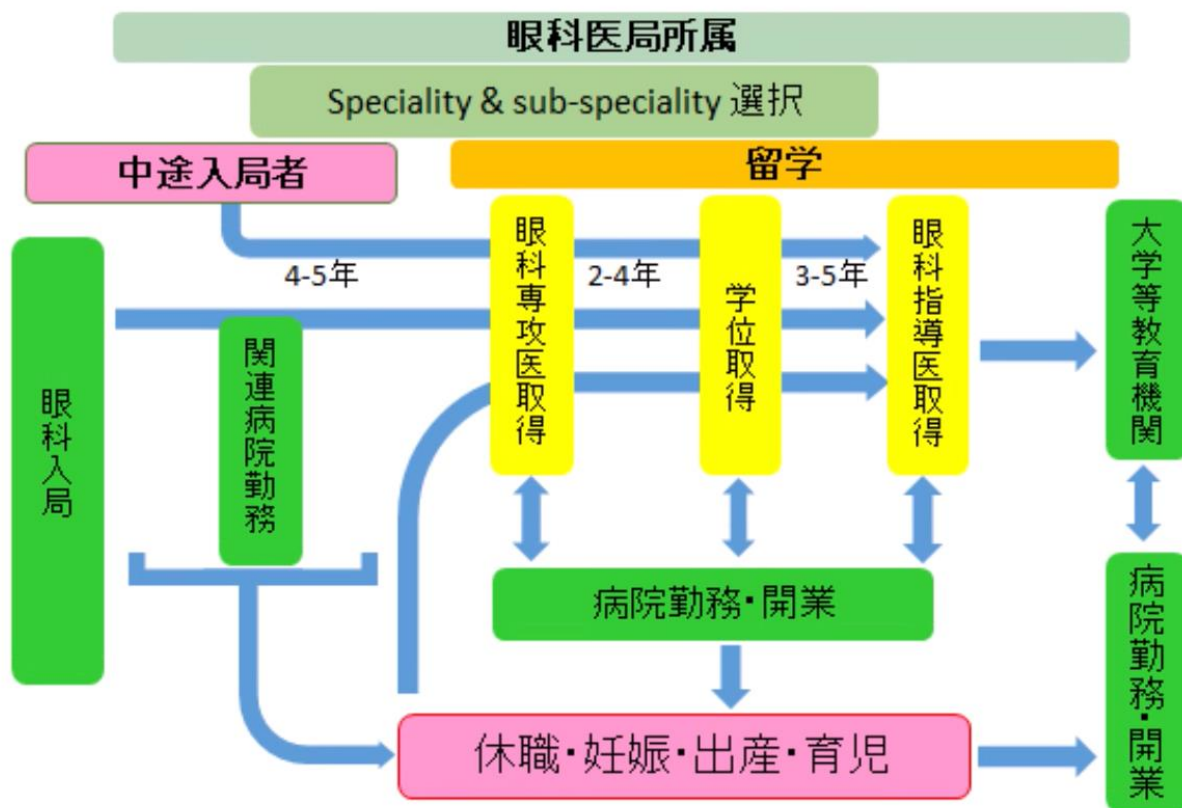 眼科医局所属
Speciality & sub-speciality 選択
中途入局者
留学
眼科入局
4-5年
関連病院勤務
眼科専攻医取得
2-4年
学位取得
3-5年
眼科指導医取得
大学等教育機関
病院勤務・開業
休職・妊娠・出産・育児
病院勤務・開業